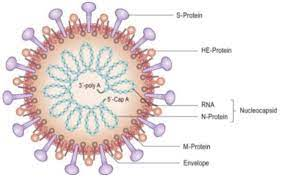 S-Protein
HE-Protein
3'-poly A
5'-Cap A
RNA
N-Protein
Nucleocapsid
M-Protein
Envelope